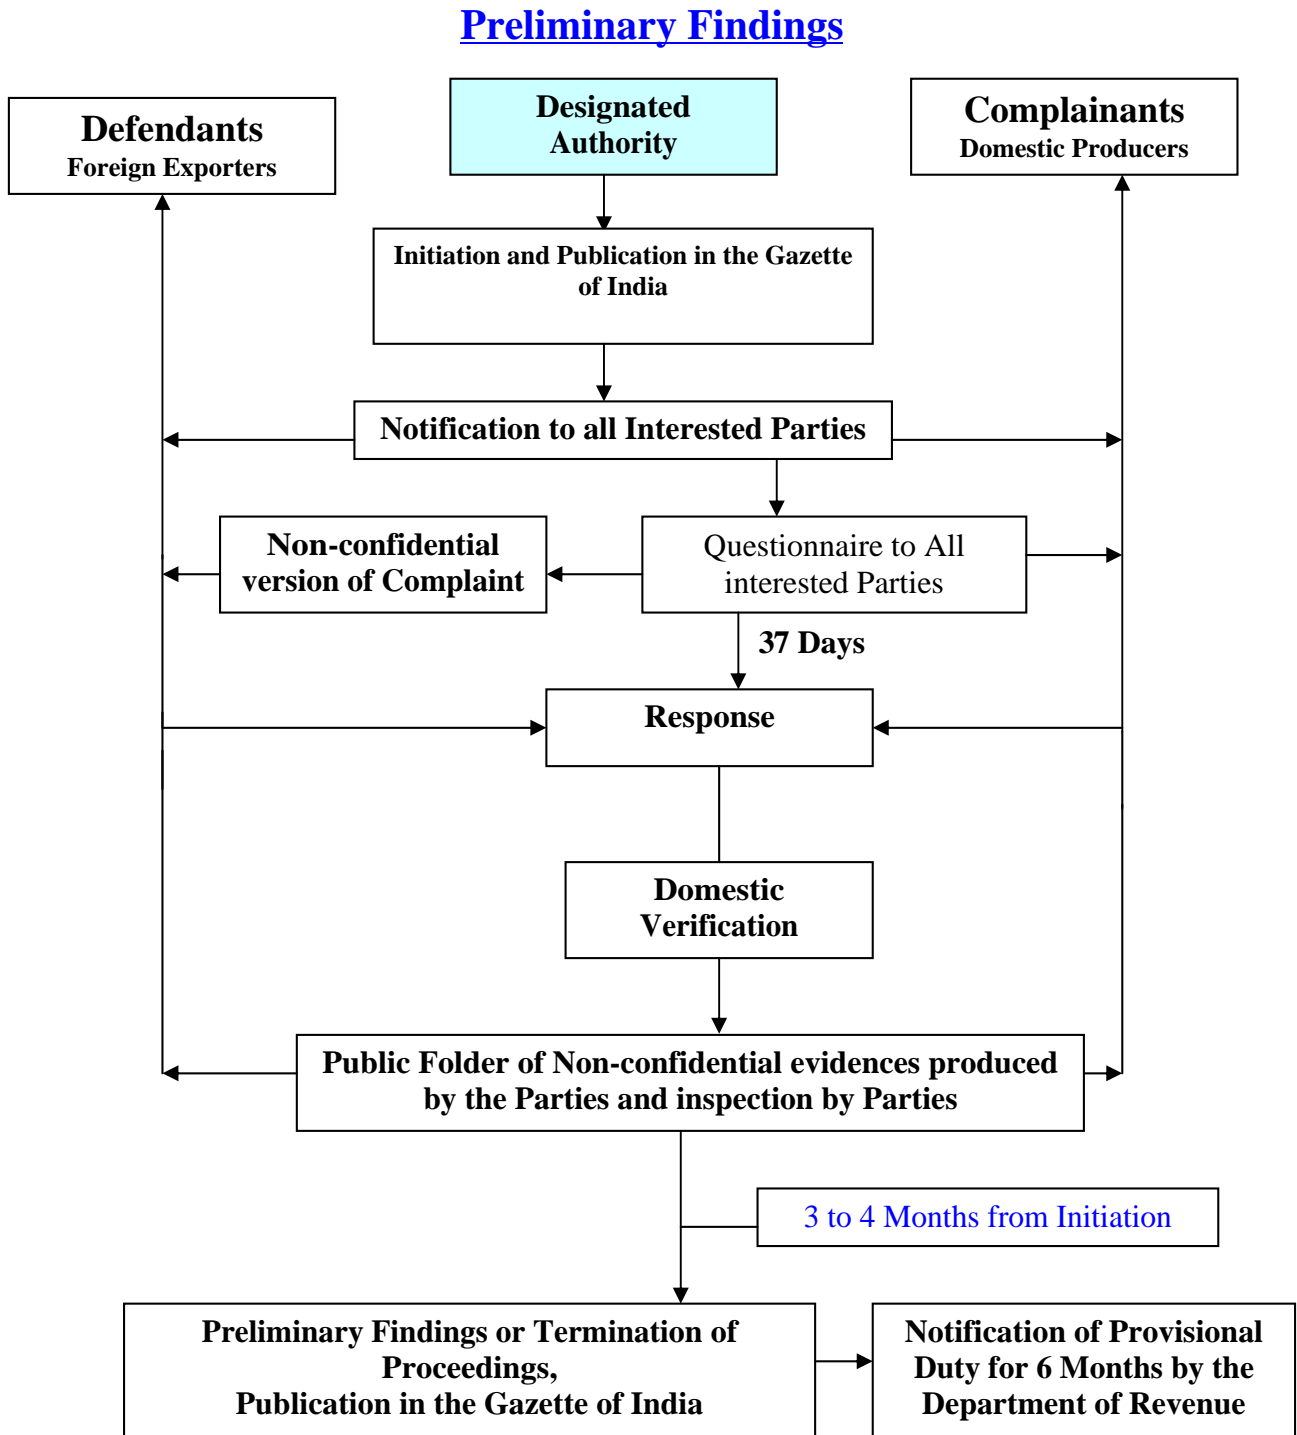 Preliminary Findings
Defendants
Foreign Exporters
Designated
Authority
Complainants
Domestic Producers
Initiation and Publication in the Gazette
of India
Notification to all Interested Parties
Non-confidential
version of Complaint
Questionnaire to All
interested Parties
37 Days
Response
Domestic
Verification
Public Folder of Non-confidential evidences produced
by the Parties and inspection by Parties
3 to 4 Months from Initiation
Preliminary Findings or Termination of
Proceedings,
Publication in the Gazette of India
Notification of Provisional
Duty for 6 Months by the
Department of Revenue